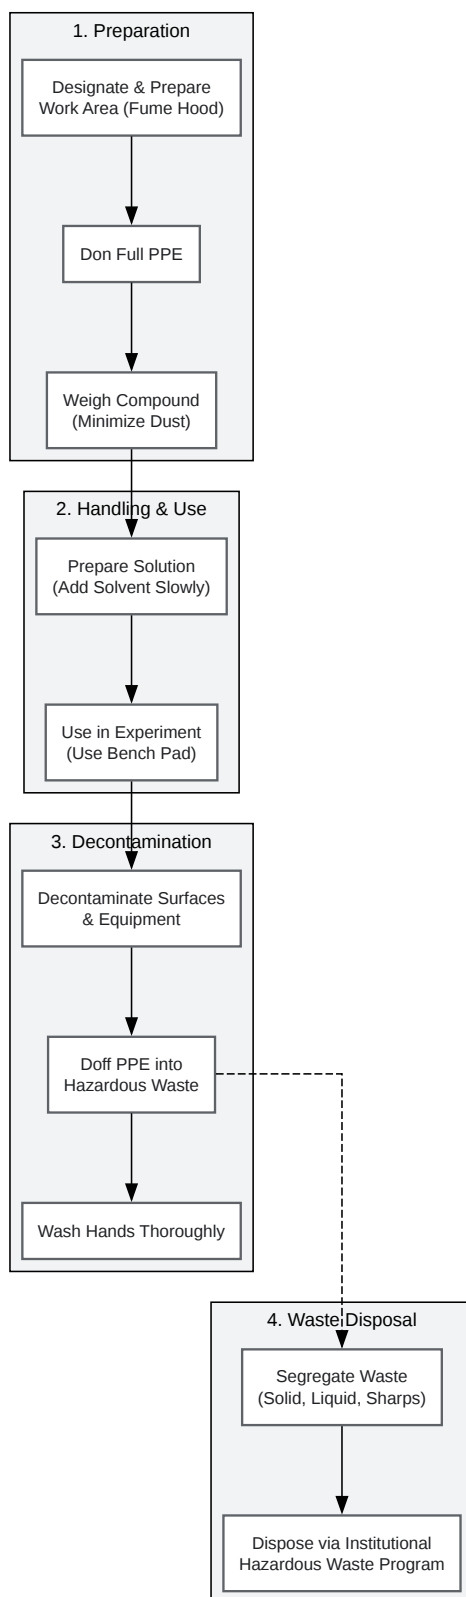 1. Preparation
Designate & Prepare
Work Area (Fume Hood)
Don Full PPE
Weigh Compound
(Minimize Dust)
2. Handling & Use
Prepare Solution
(Add Solvent Slowly)
Use in Experiment
(Use Bench Pad)
3. Decontamination
Decontaminate Surfaces
& Equipment
Doff PPE into
Hazardous Waste
Wash Hands Thoroughly
4. Waste Disposal
Segregate Waste
(Solid, Liquid, Sharps)
Dispose via Institutional
Hazardous Waste Program